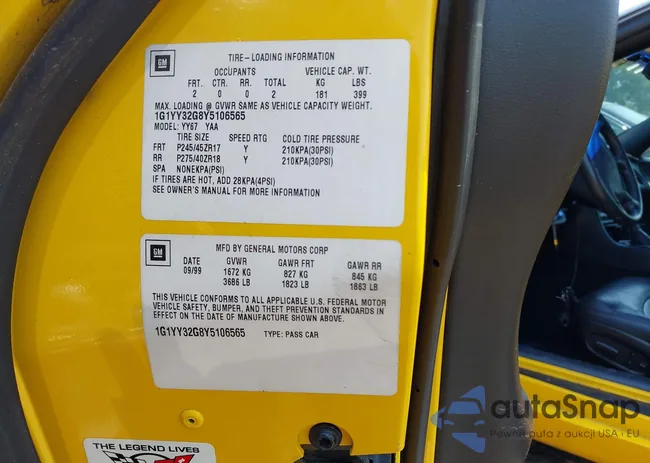 GM
TIRE-LOADING INFORMATION
OCCUPANTS VEHICLE CAP. WT.
FRT. CTR. RR. TOTAL KG LBS
2 0 0 2 181 399
MAX. LOADING @ GVWR SAME AS VEHICLE CAPACITY WEIGHT.
1G1YY32G8Y5106565
MODEL: YY67 YAA
TIRE SIZE SPEED RTG COLD TIRE PRESSURE
FRT P245/45ZR17 Y 210KPA(30PSI)
RR P275/40ZR18 Y 210KPA(30PSI)
SPA NONEKPA(PSI)
IF TIRES ARE HOT, ADD 28KPA(4PSI)
SEE OWNER'S MANUAL FOR MORE INFORMATION
GM
MFD BY GENERAL MOTORS CORP
DATE GVWR GAWR FRT GAWR RR
09/99 1672 KG 827 KG 845 KG
3686 LB 1823 LB 1863 LB
THIS VEHICLE CONFORMS TO ALL APPLICABLE U.S. FEDERAL MOTOR
VEHICLE SAFETY, BUMPER, AND THEFT PREVENTION STANDARDS IN
EFFECT ON THE DATE OF MANUFACTURE SHOWN ABOVE.
1G1YY32G8Y5106565 TYPE: PASS CAR
THE LEGEND LIVES
autoSnap
Pewne auta z aukcji USA i EU